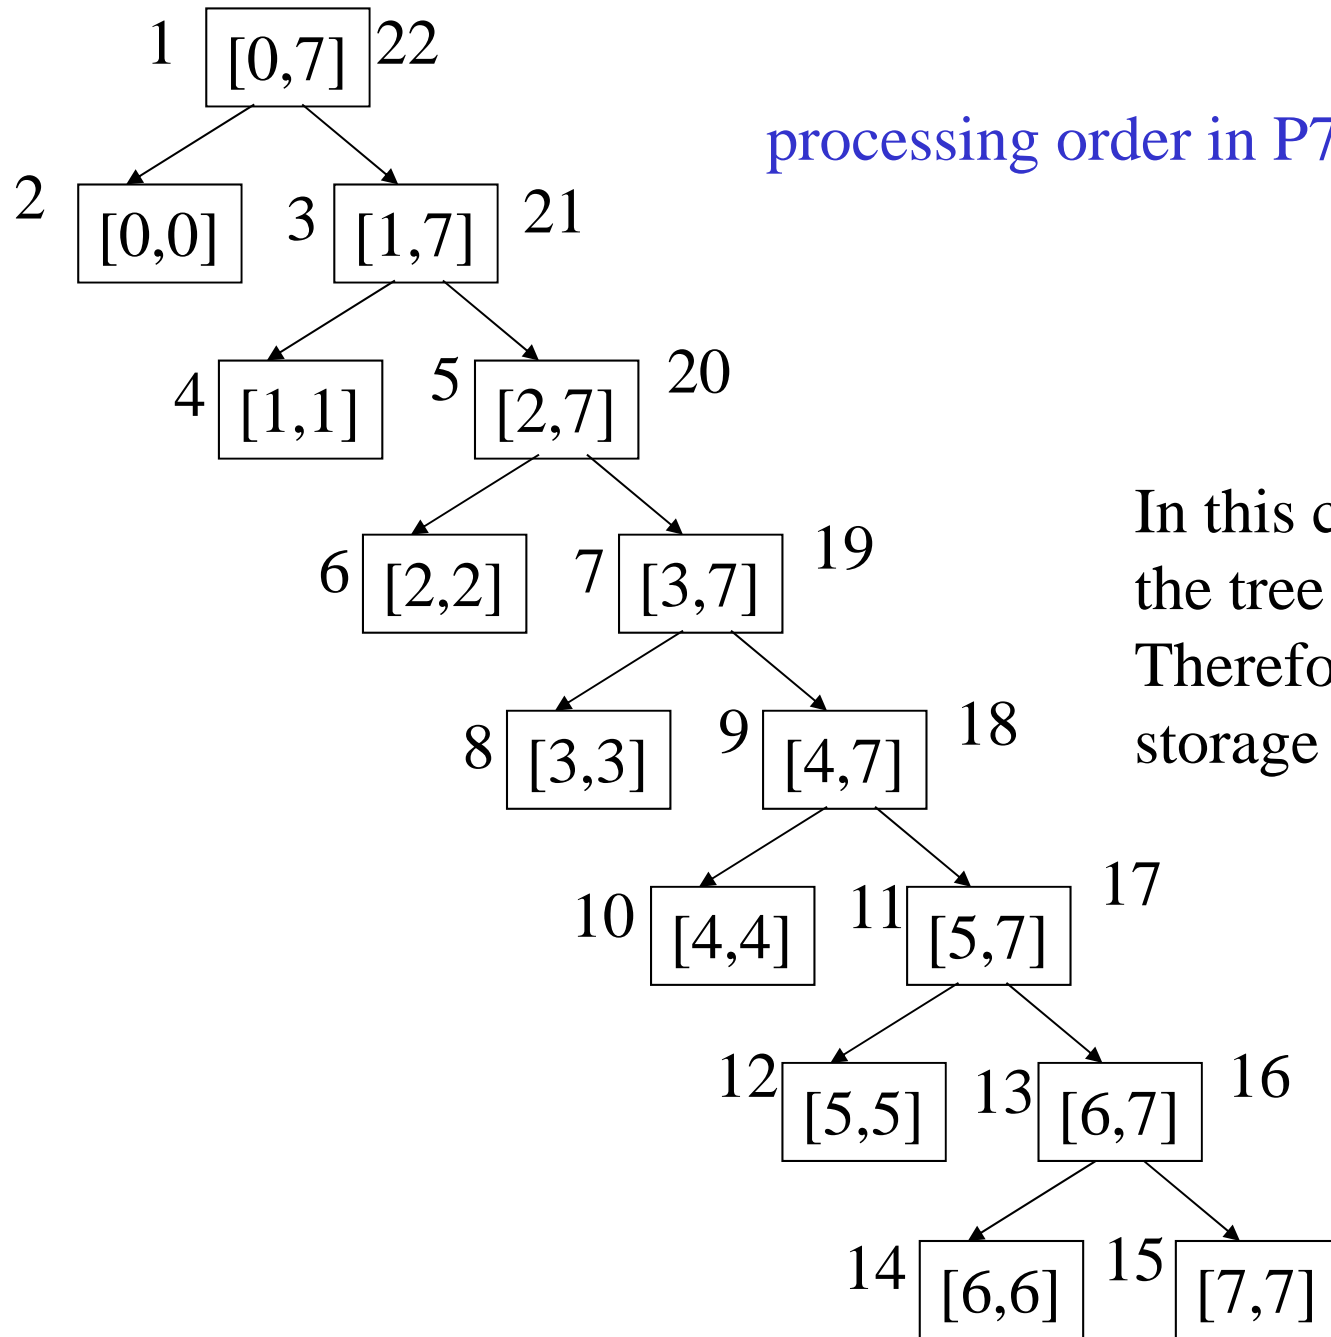 1 [0,7] 22
processing order in P7
2 [0,0] 3 [1,7] 21
4 [1,1] 5 [2,7] 20
6 [2,2] 7 [3,7] 19
In this
the tree
storage
8 [3,3] 9 [4,7] 18
10 [4,4] 11 [5,7] 17
12 [5,5] 13 [6,7] 16
14 [6,6] 15 [7,7]